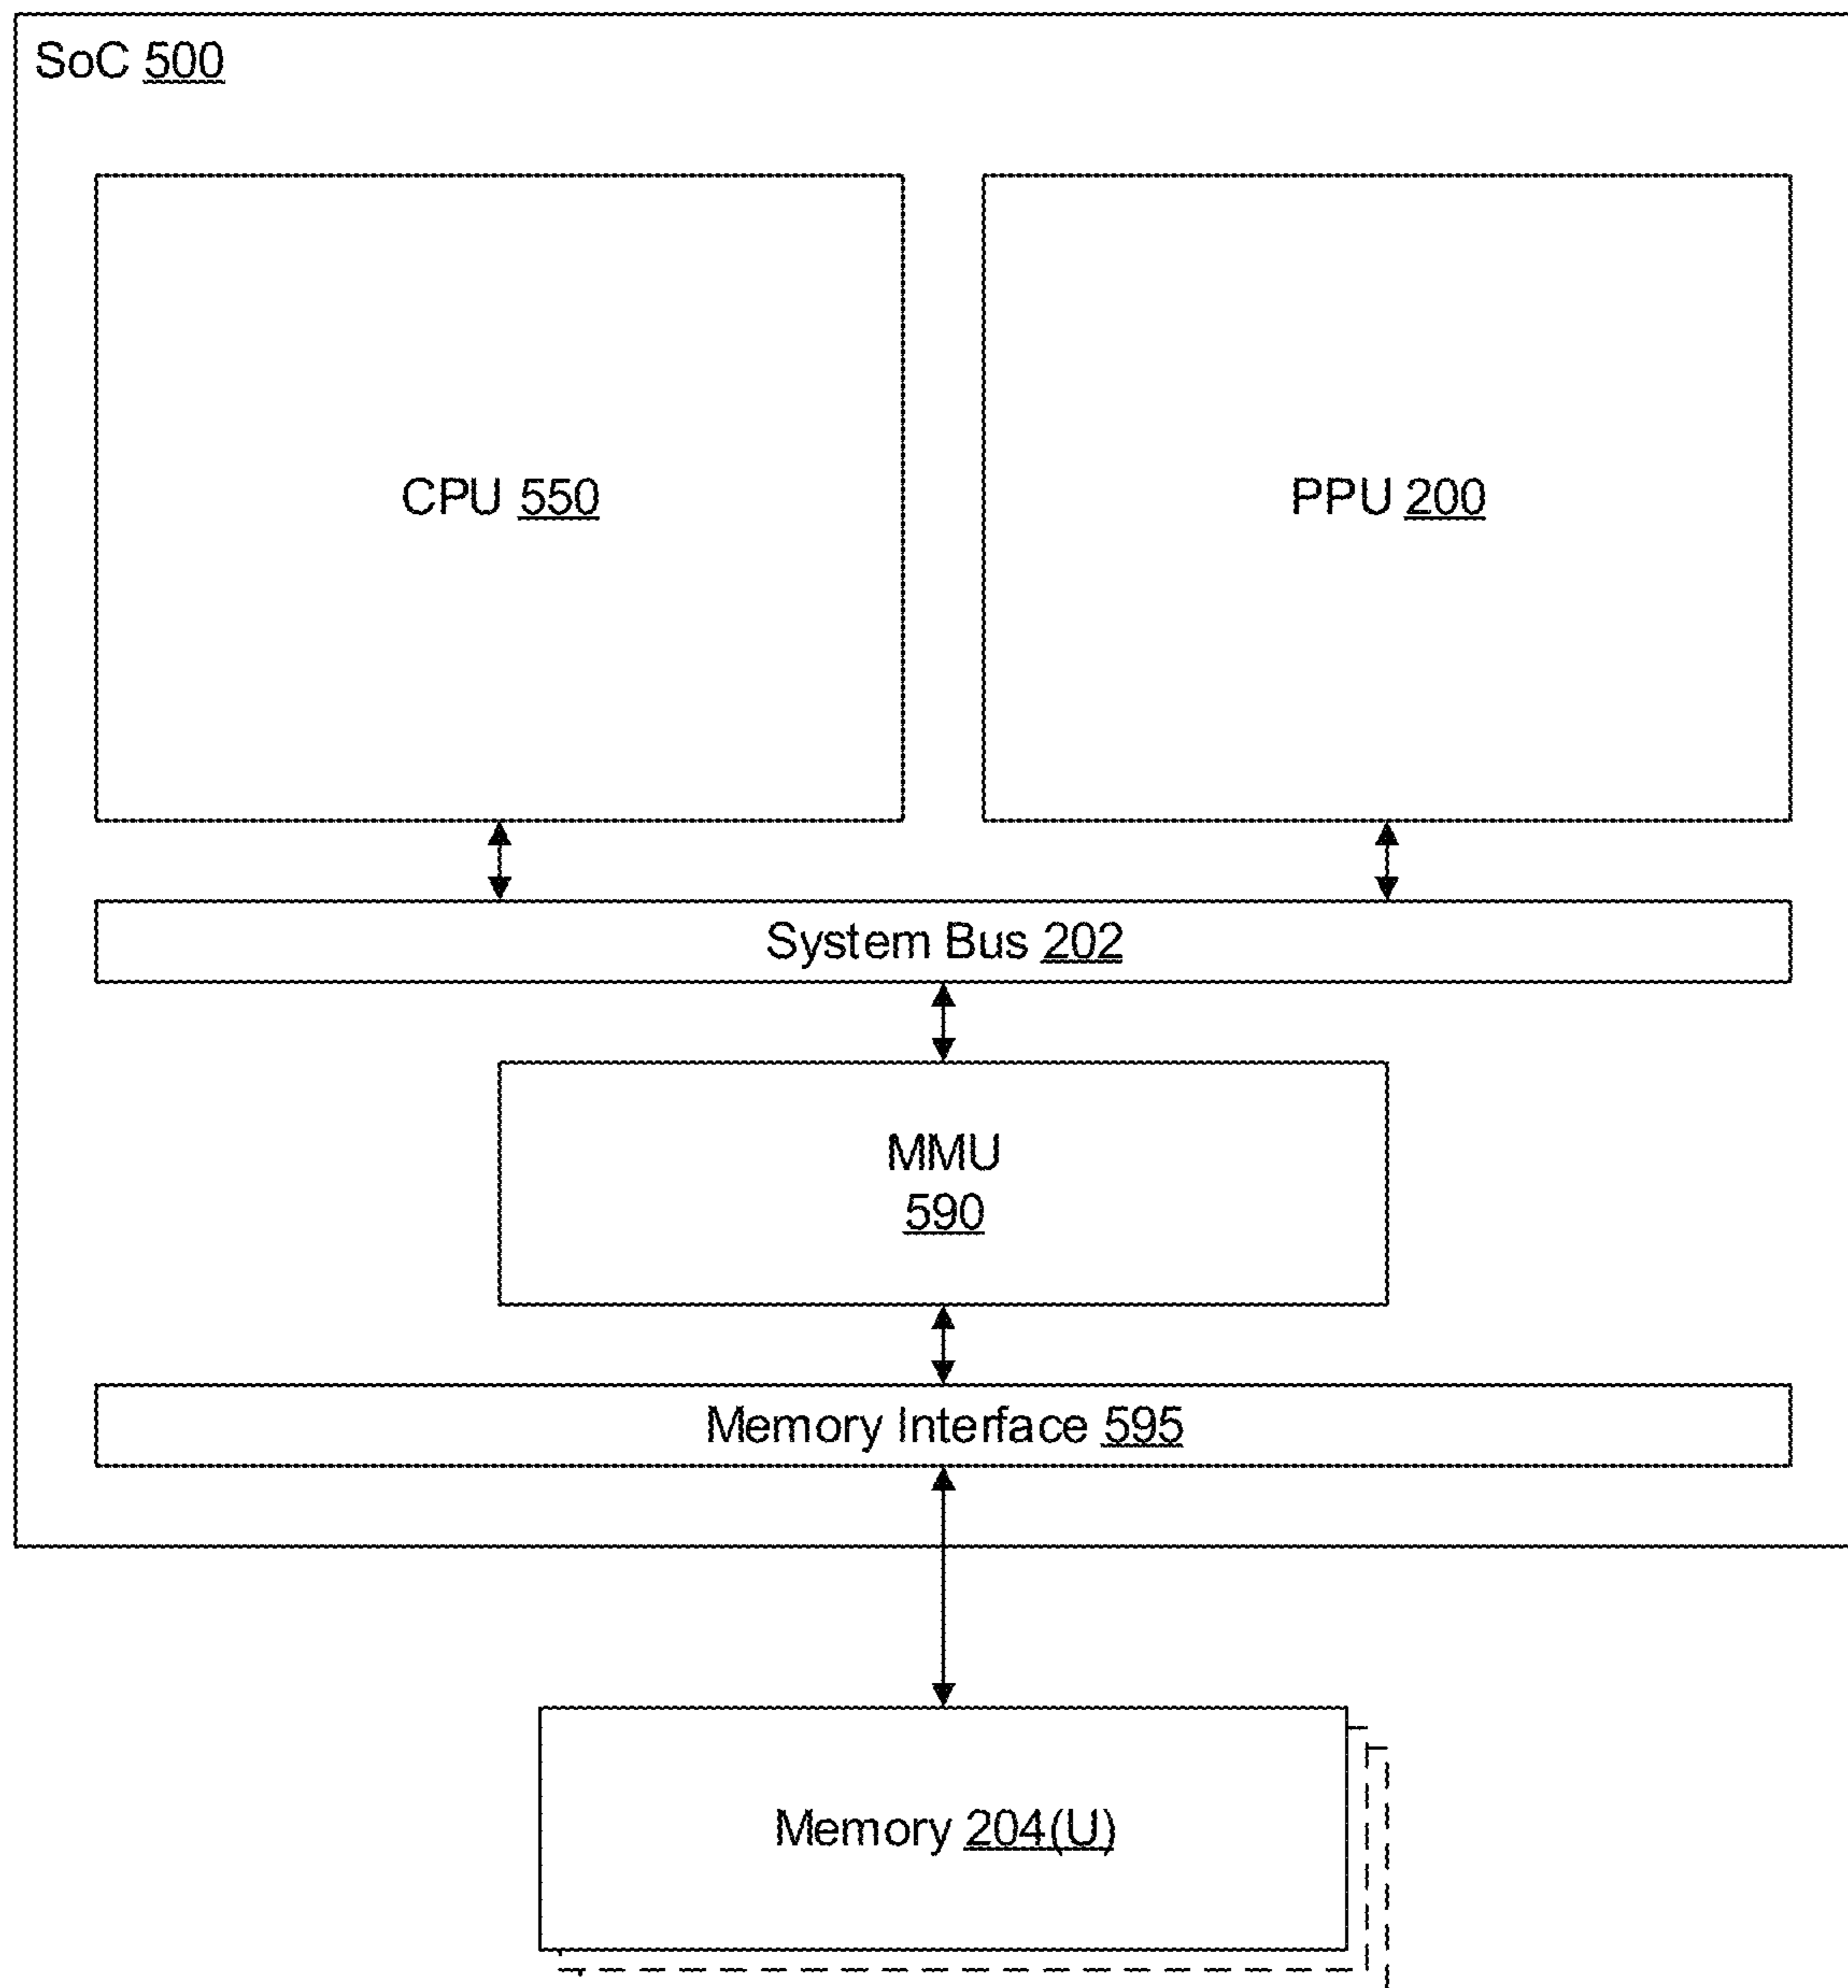 SoC 500
CPU 550
PPU 200
System Bus 202
MMU
590
Memory Interface 595
Memory 204(U)